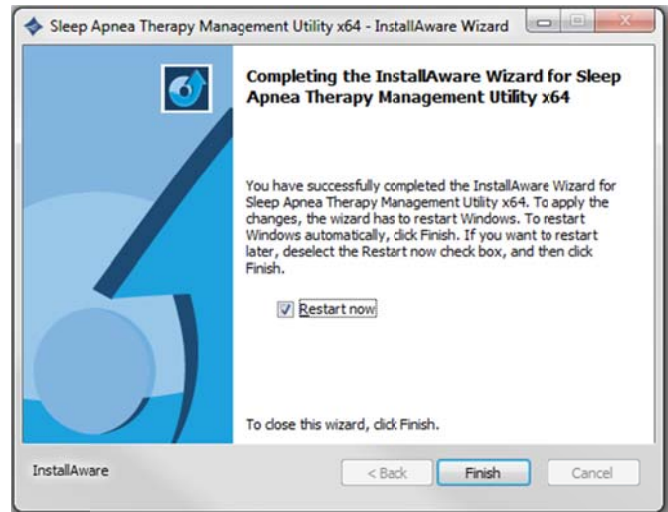 Sleep Apnea Therapy Management Utility x64 - InstallAware Wizard
Completing the InstallAware Wizard for Sleep
Apnea Therapy Management Utility x64
You have successfully completed the InstallAware Wizard for
Sleep Apnea Therapy Management Utility x64. To apply the
changes, the wizard has to restart Windows. To restart
Windows automatically, click Finish. If you want to restart
later, deselect the Restart now check box, and then click
Finish.
Restart now
To close this wizard, click Finish.
InstallAware
< Back
Finish
Cancel